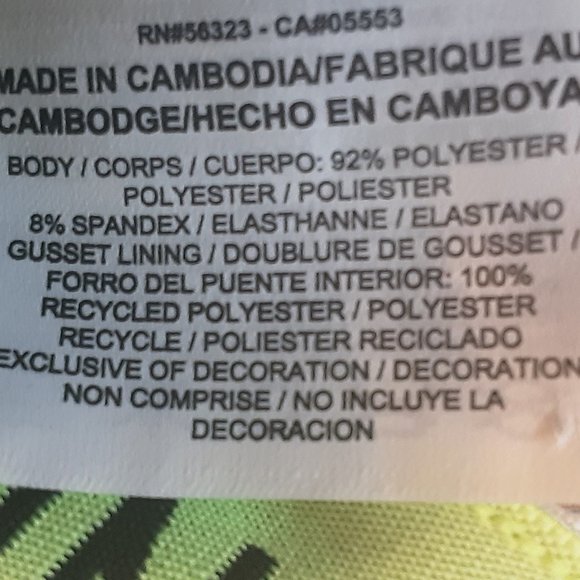 RN#56323 - CA#05553
MADE IN CAMBODIA/FABRIQUE AU
CAMBODGE/HECHO EN CAMBOYA
BODY / CORPS / CUERPO: 92% POLYESTER /
POLYESTER / POLIESTER
8% SPANDEX / ELASTHANNE / ELASTANO
GUSSET LINING / DOUBLURE DE GOUSSET /
FORRO DEL PUENTE INTERIOR: 100%
RECYCLED POLYESTER / POLYESTER
RECYCLE / POLIESTER RECICLADO
EXCLUSIVE OF DECORATION / DECORATION
NON COMPRISE / NO INCLUYE LA
DECORACION